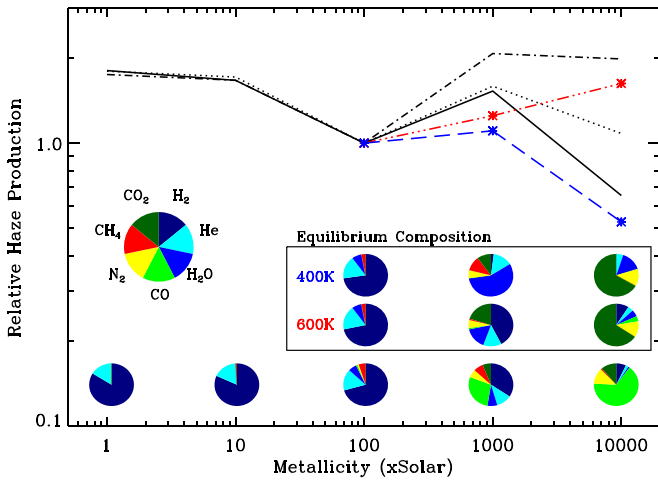 Relative Haze Production
1.0
0.1
CO2 H2
CH4 He
N2 H2O
CO
Equilibrium Composition
400K
600K
1 10 100 1000 10000
Metallicity (xSolar)